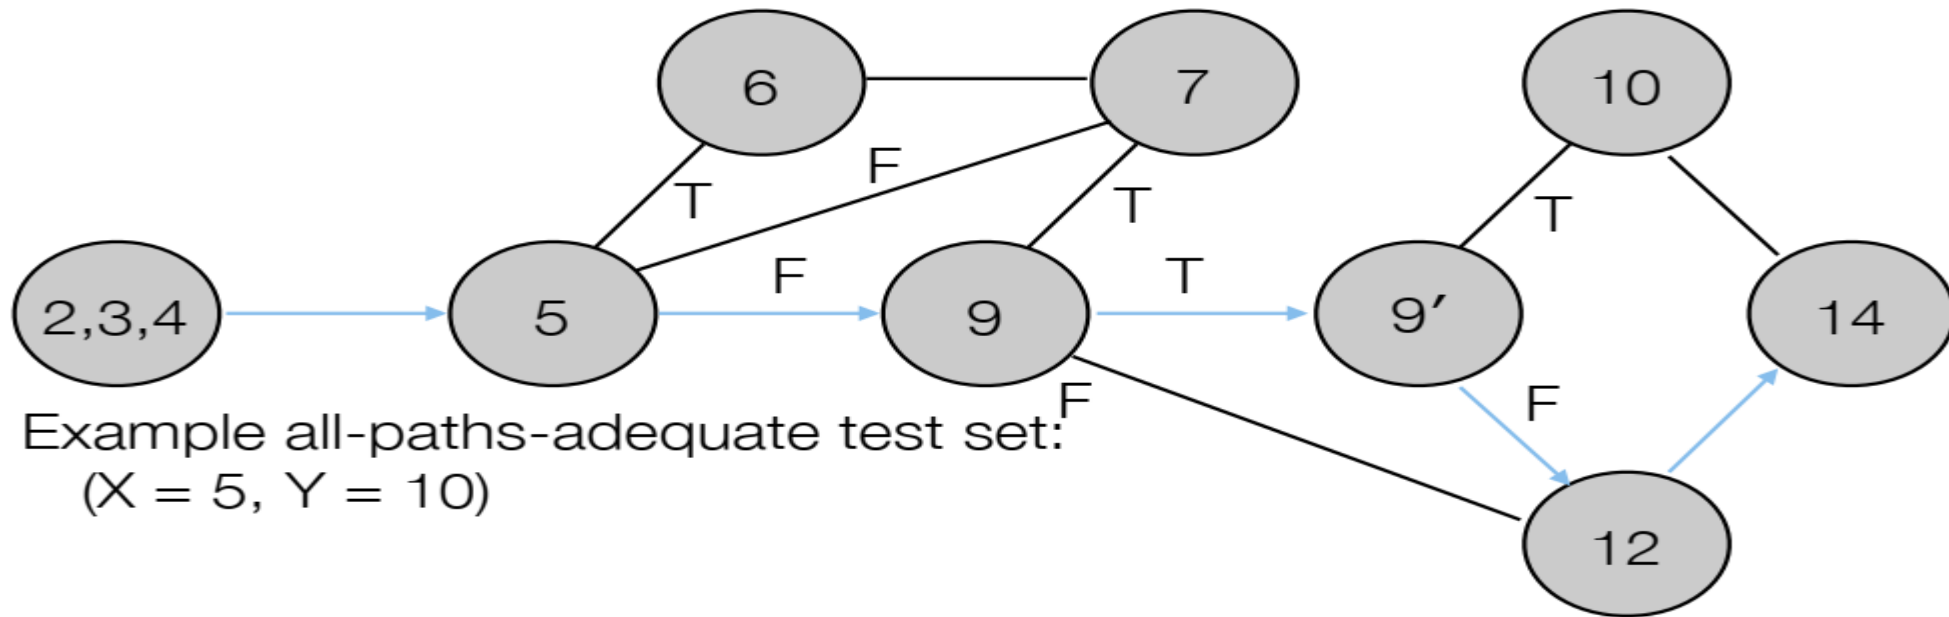 6
7
10
F
T
T
T
2,3,4
5
F
9
T
9′
14
F
F
Example all-paths-adequate test set:
(X = 5, Y = 10)
12